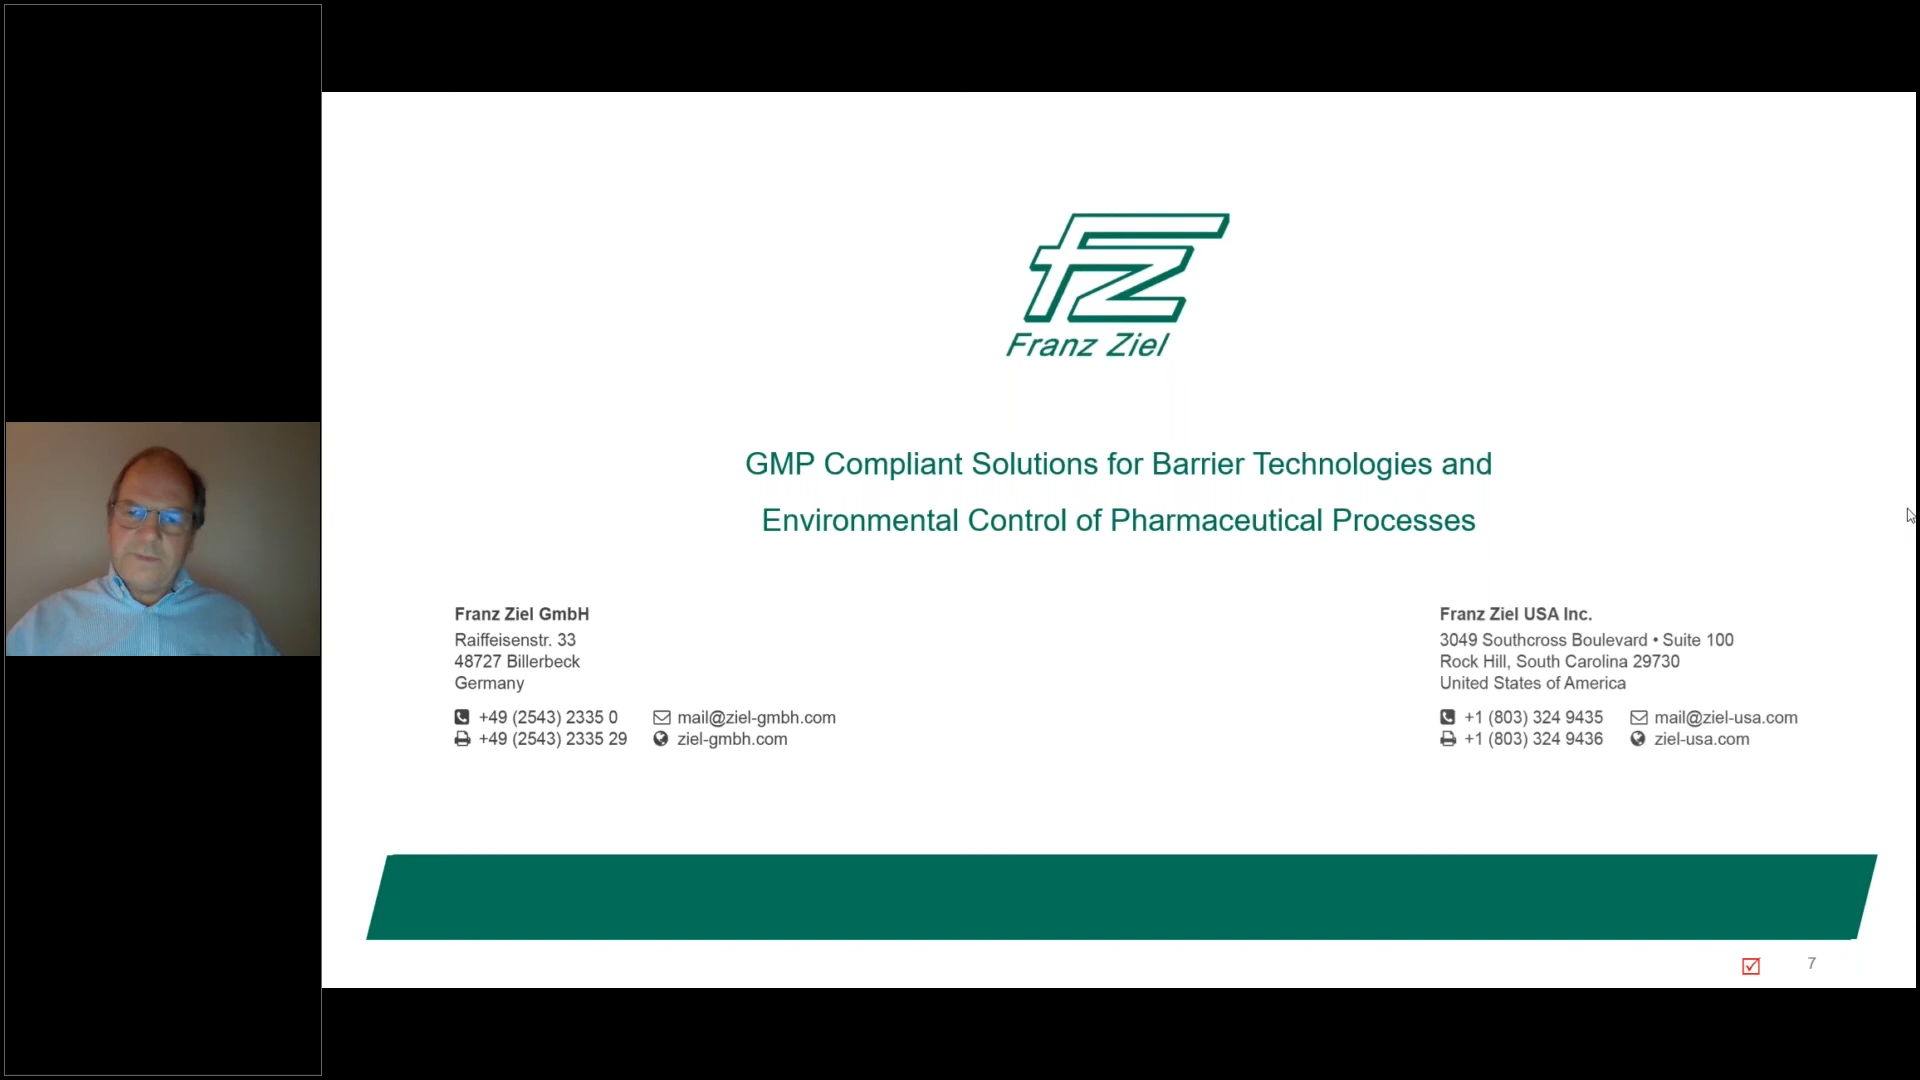 FZ
Franz Ziel
GMP Compliant Solutions for Barrier Technologies and
Environmental Control of Pharmaceutical Processes
Franz Ziel GmbH
Raiffeisenstr. 33
48727 Billerbeck
Germany
+49 (2543) 2335 0 mail@ziel-gmbh.com
+49 (2543) 2335 29 ziel-gmbh.com
Franz Ziel USA Inc.
3049 Southcross Boulevard • Suite 100
Rock Hill, South Carolina 29730
United States of America
+1 (803) 324 9435 mail@ziel-usa.com
+1 (803) 324 9436 ziel-usa.com
7